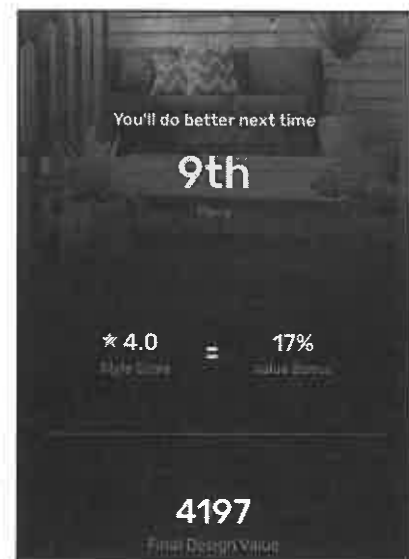 You'll do better next time
9th
Place
★ 4.0 = 17%
Style Score Value Bonus
4197
Final Design Value